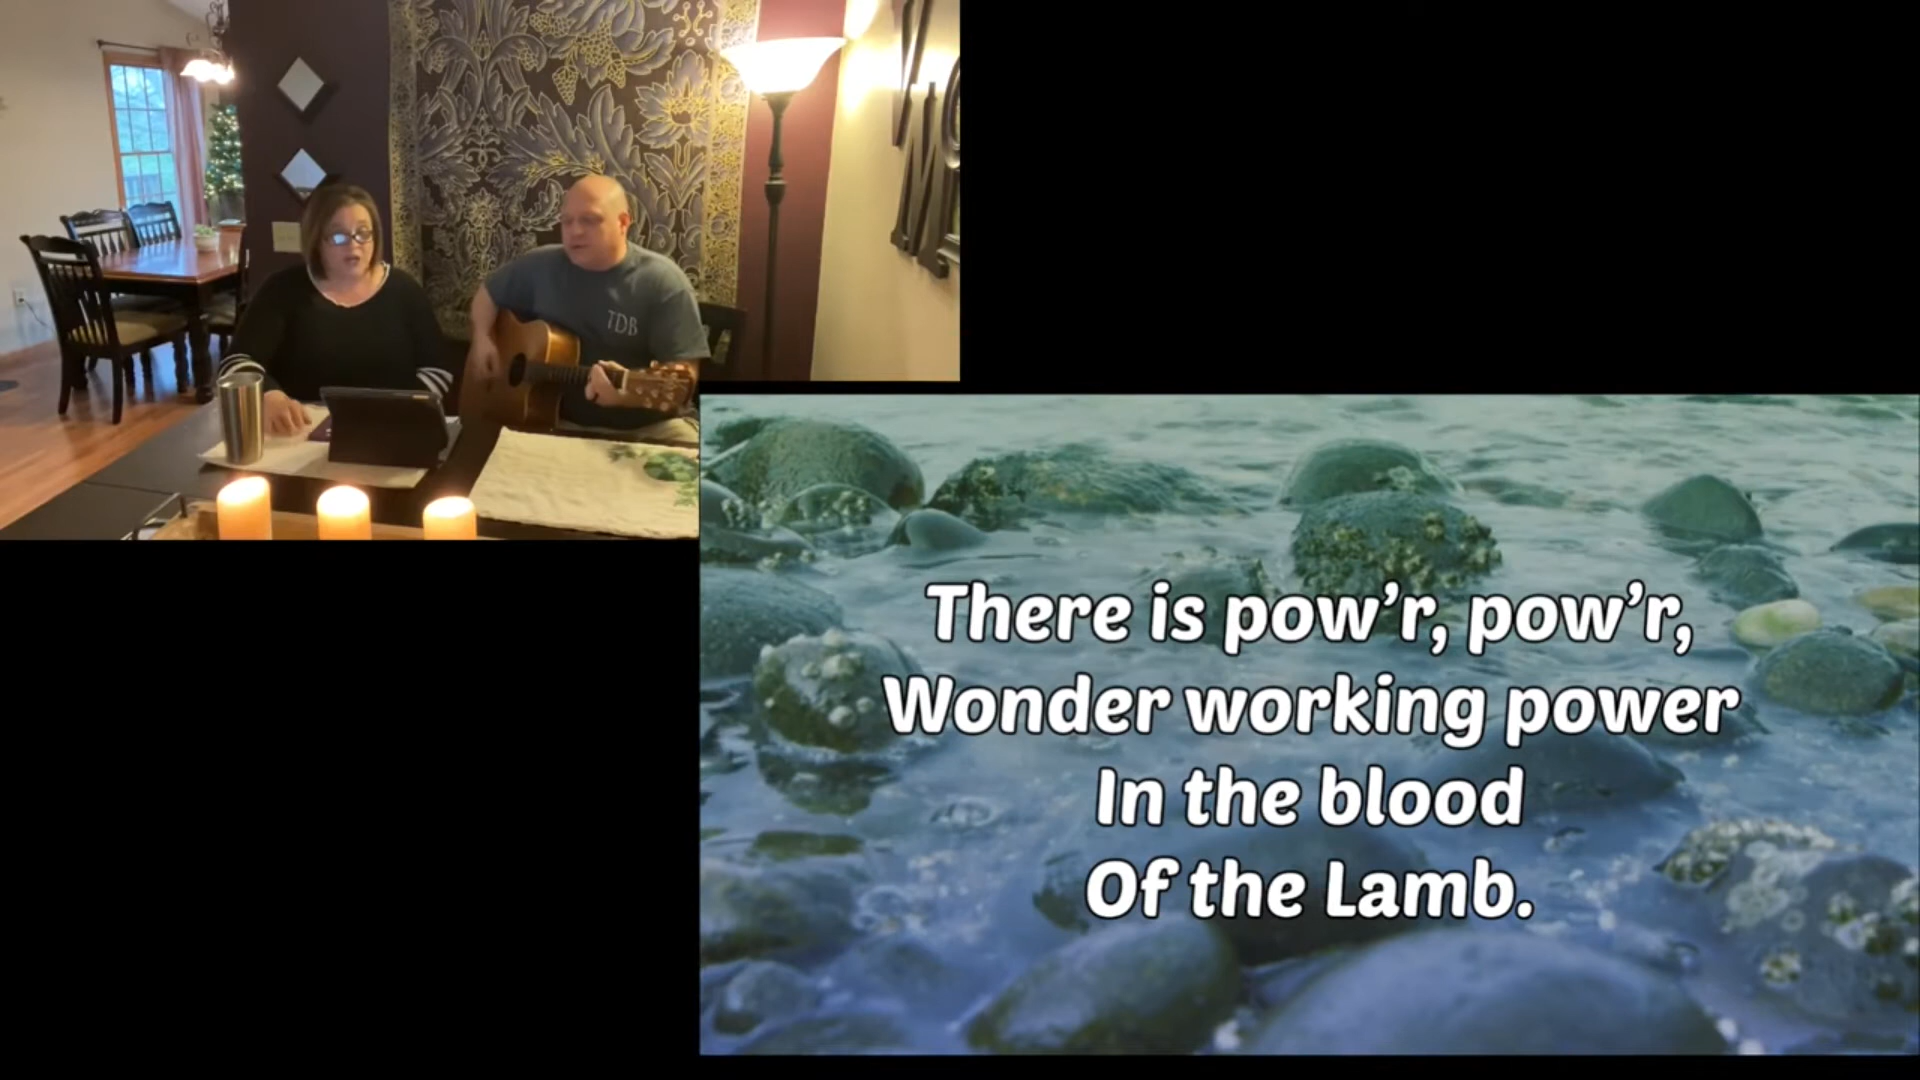 TDB
There is pow’r, pow’r,
Wonder working power
In the blood
Of the Lamb.